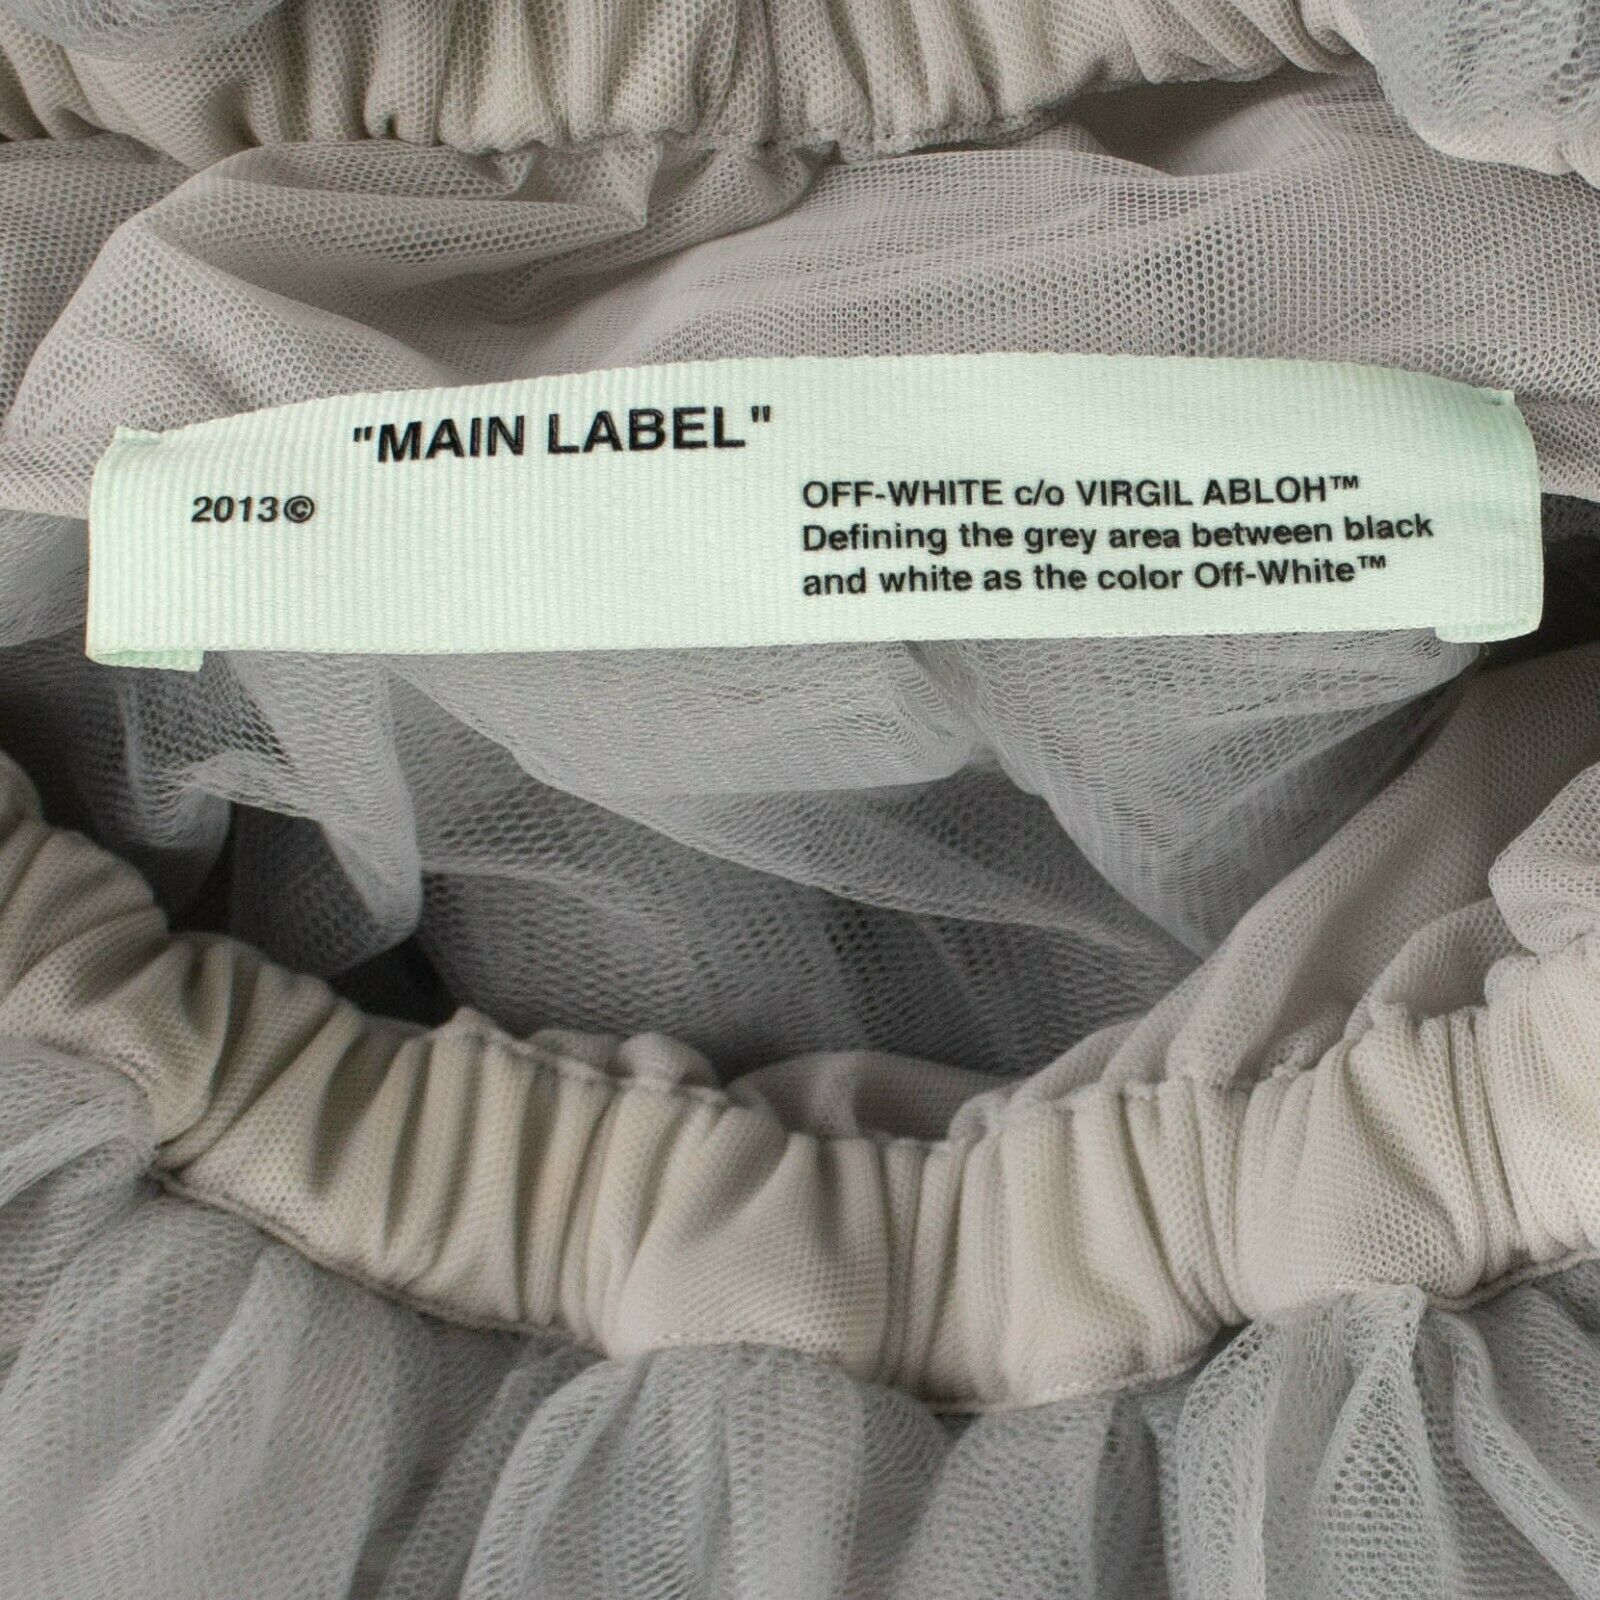 "MAIN LABEL"
2013©
OFF-WHITE c/o VIRGIL ABLOH™
Defining the grey area between black
and white as the color Off-White™